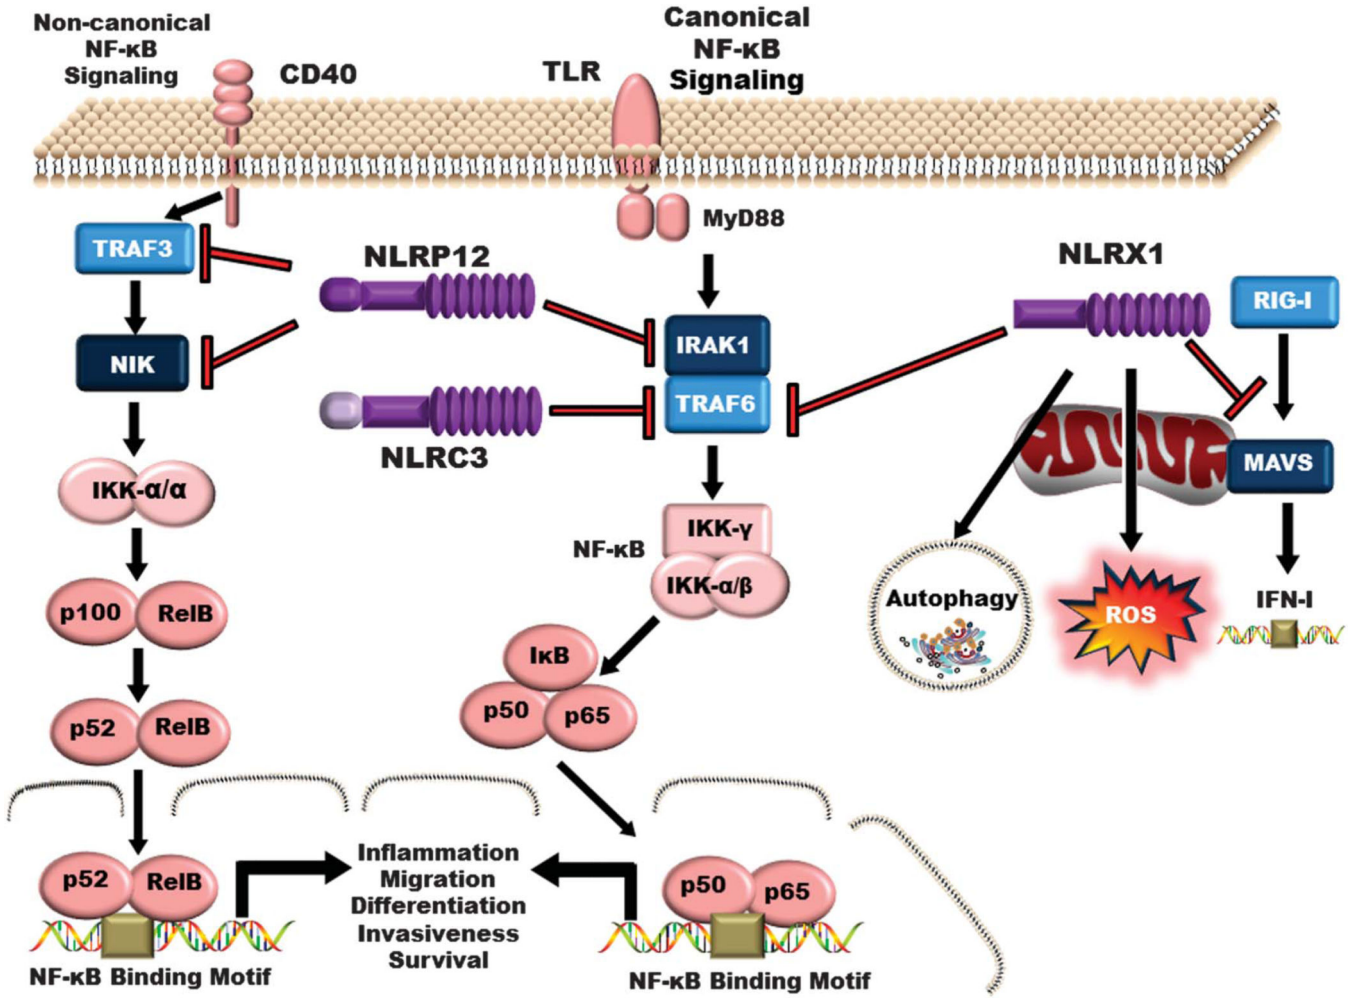 Non-canonical
NF-κB
Signaling
CD40
TLR
Canonical
NF-κB
Signaling
MyD88
TRAF3
NLRP12
NLRX1
RIG-I
NIK
IRAK1
TRAF6
NLRC3
MAVS
IKK-α/α
IKK-γ
NF-κB
IKK-α/β
p100
RelB
Autophagy
ROS
IFN-I
IκB
p50
p65
p52
RelB
p52
RelB
Inflammation
Migration
Differentiation
Invasiveness
Survival
p50
p65
NF-κB Binding Motif
NF-κB Binding Motif